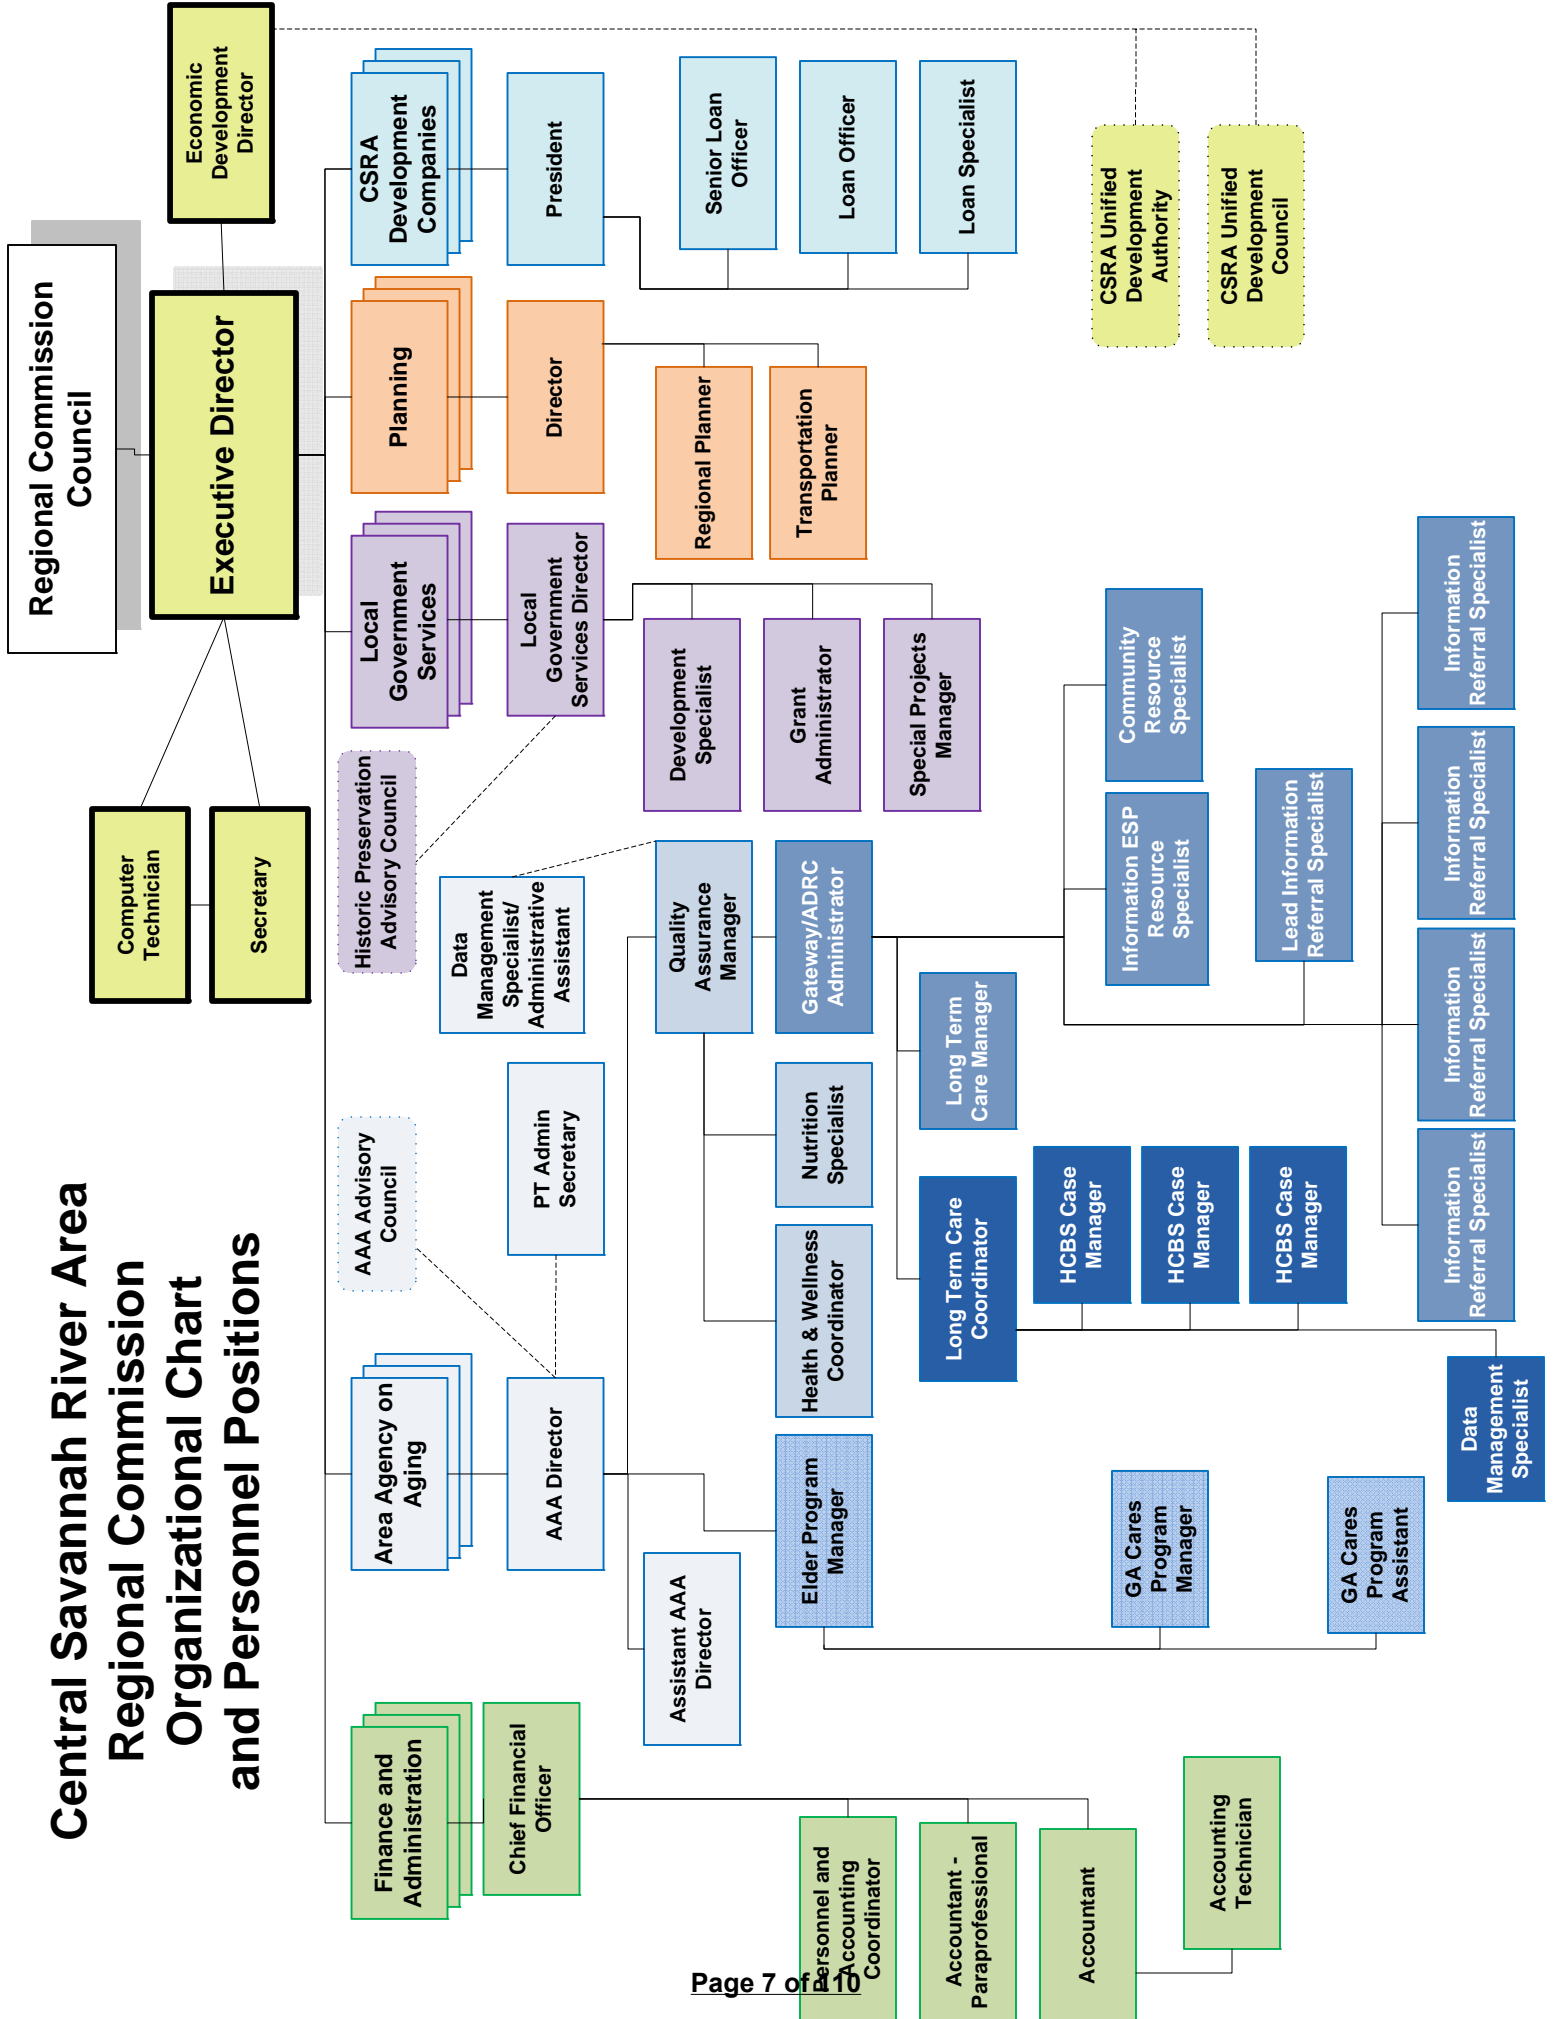 Central Savannah River Area
Regional Commission
Organizational Chart
and Personnel Positions
Regional Commission
Council
Executive Director
Economic
Development
Director
Computer
Technician
Secretary
Finance and
Administration
Chief Financial
Officer
Personnel and
Accounting
Coordinator
Accountant -
Paraprofessional
Accountant
Accounting
Technician
Area Agency on
Aging
AAA Advisory
Council
AAA Director
PT Admin
Secretary
Assistant AAA
Director
Data
Management
Specialist/
Administrative
Assistant
Quality
Assurance
Manager
Elder Program
Manager
GA Cares
Program
Manager
GA Cares
Program
Assistant
Health & Wellness
Coordinator
Nutrition
Specialist
Gateway/ADRC
Administrator
Long Term Care
Coordinator
Long Term
Care Manager
HCBS Case
Manager
HCBS Case
Manager
HCBS Case
Manager
Data
Management
Specialist
Information ESP
Resource
Specialist
Community
Resource
Specialist
Lead Information
Referral Specialist
Information
Referral Specialist
Information
Referral Specialist
Information
Referral Specialist
Information
Referral Specialist
Historic Preservation
Advisory Council
Local
Government
Services
Local
Government
Services Director
Development
Specialist
Grant
Administrator
Special Projects
Manager
Planning
Director
Regional Planner
Transportation
Planner
CSRA
Development
Companies
President
Senior Loan
Officer
Loan Officer
Loan Specialist
CSRA Unified
Development
Authority
CSRA Unified
Development
Council
Page 7 of 110